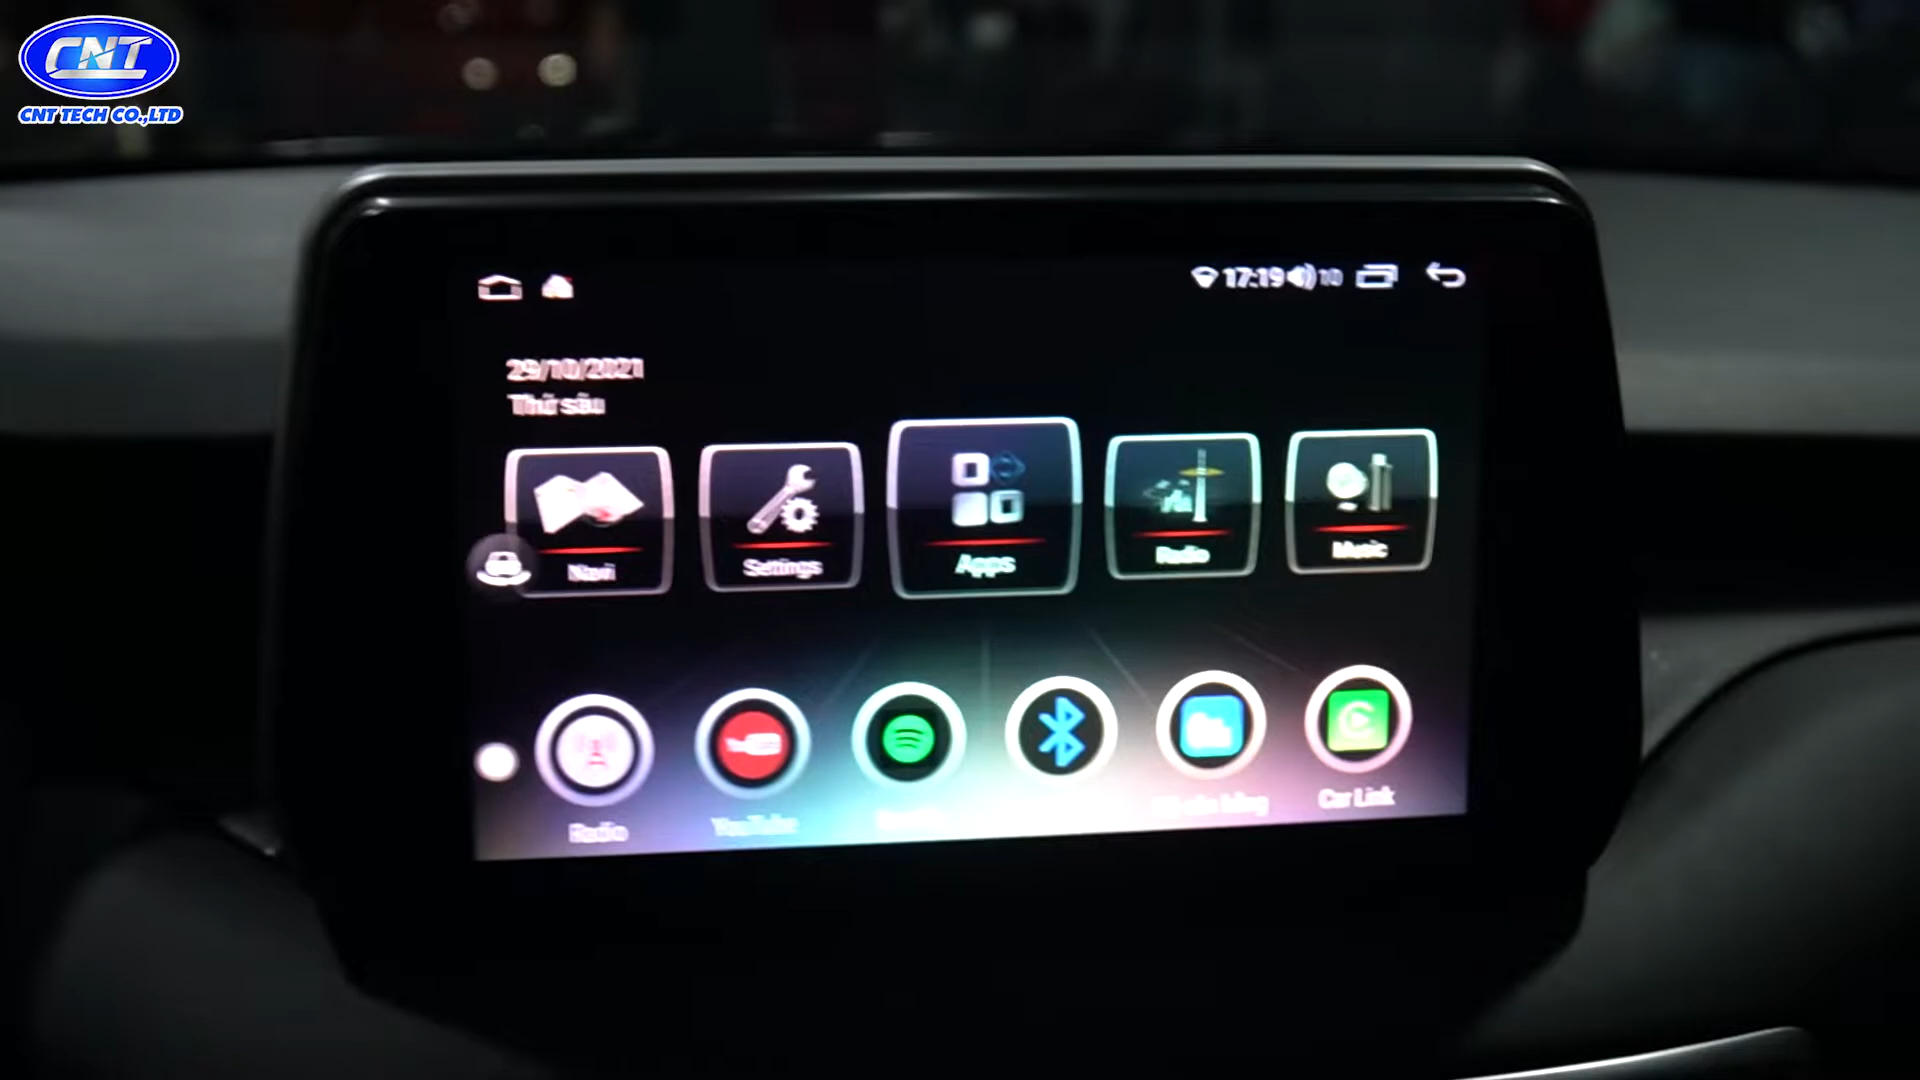 CNT
CNT TECH CO.,LTD
17:19 10
29/10/2021
Thứ sáu
Navi
Settings
Apps
Radio
Music
Radio
YouTube
Car Link